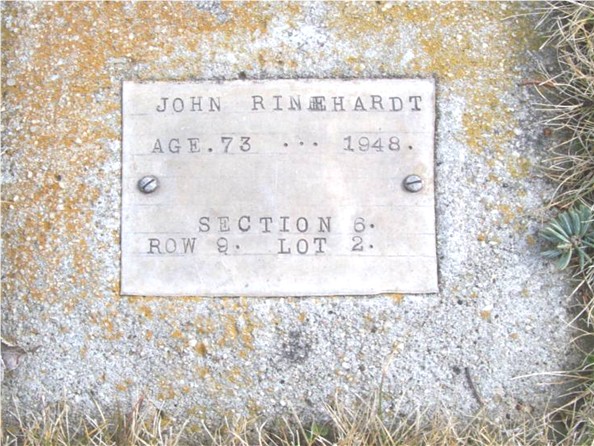 JOHN RINEHARDT
AGE.73 ... 1948.
SECTION 6.
ROW 9. LOT 2.